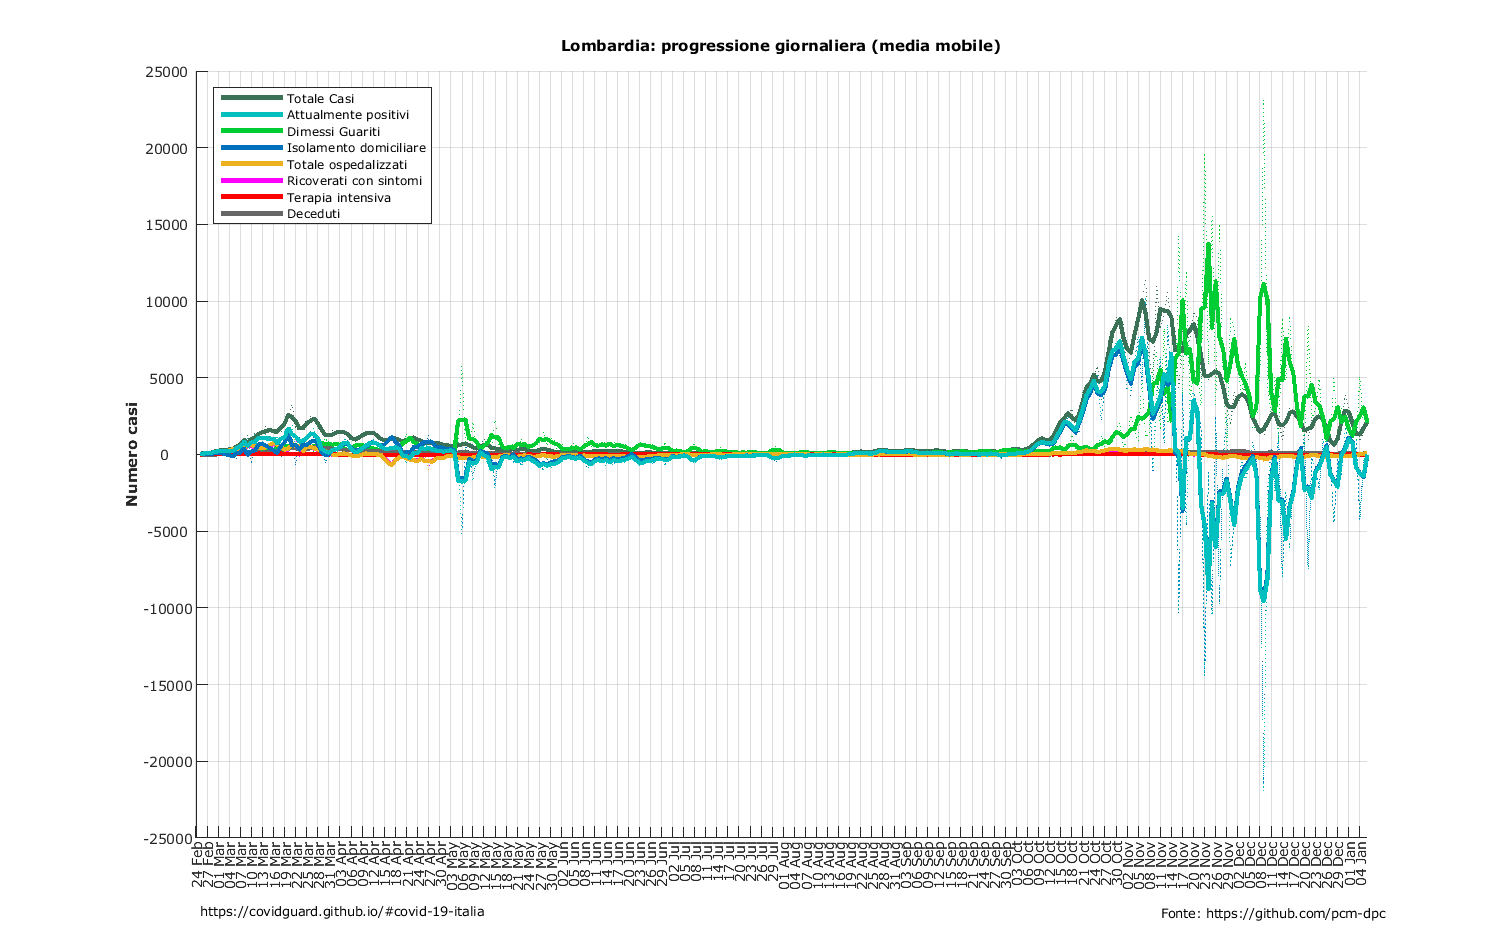 Lombardia: progressione giornaliera (media mobile)
25000
20000
15000
10000
5000
0
-5000
-10000
-15000
-20000
-25000
Numero casi
Totale Casi
Attualmente positivi
Dimessi Guariti
Isolamento domiciliare
Totale ospedalizzati
Ricoverati con sintomi
Terapia intensiva
Deceduti
24 Feb
27 Feb
01 Mar
04 Mar
07 Mar
10 Mar
13 Mar
16 Mar
19 Mar
22 Mar
25 Mar
28 Mar
31 Mar
03 Apr
06 Apr
09 Apr
12 Apr
15 Apr
18 Apr
21 Apr
24 Apr
27 Apr
30 Apr
03 May
06 May
09 May
12 May
15 May
18 May
21 May
24 May
27 May
30 May
02 Jun
05 Jun
08 Jun
11 Jun
14 Jun
17 Jun
20 Jun
23 Jun
26 Jun
29 Jun
02 Jul
05 Jul
08 Jul
11 Jul
14 Jul
17 Jul
20 Jul
23 Jul
26 Jul
29 Jul
01 Aug
04 Aug
07 Aug
10 Aug
13 Aug
16 Aug
19 Aug
22 Aug
25 Aug
28 Aug
31 Aug
03 Sep
06 Sep
09 Sep
12 Sep
15 Sep
18 Sep
21 Sep
24 Sep
27 Sep
30 Sep
03 Oct
06 Oct
09 Oct
12 Oct
15 Oct
18 Oct
21 Oct
24 Oct
27 Oct
30 Oct
02 Nov
05 Nov
08 Nov
11 Nov
14 Nov
17 Nov
20 Nov
23 Nov
26 Nov
29 Nov
02 Dec
05 Dec
08 Dec
11 Dec
14 Dec
17 Dec
20 Dec
23 Dec
26 Dec
29 Dec
01 Jan
04 Jan
https://covidguard.github.io/#covid-19-italia
Fonte: https://github.com/pcm-dpc